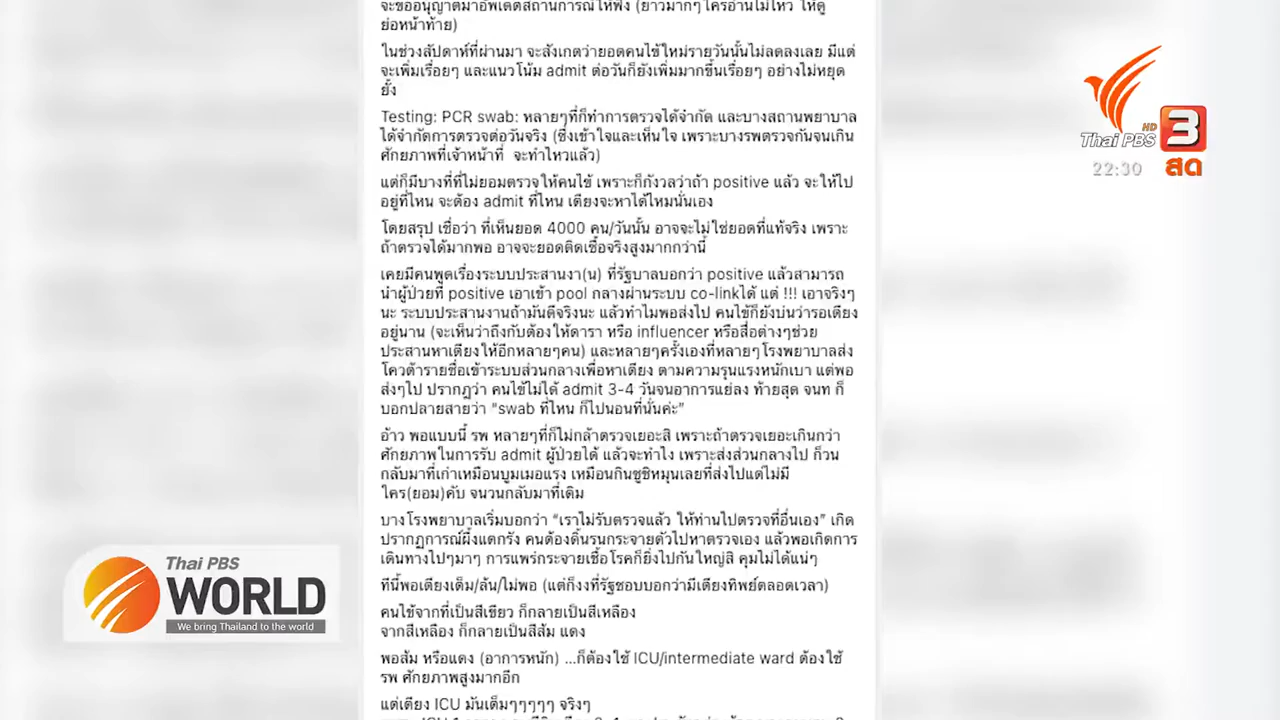 จะขออนุญาตมาอัพเดตสถานการณ์ให้ฟัง (ยาวมากๆ ใครอ่านไม่ไหว ให้ดู
ย่อหน้าท้าย)
ในช่วงสัปดาห์ที่ผ่านมา จะสังเกตว่ายอดคนไข้ใหม่รายวันนั้นไม่ลดลงเลย มีแต่
จะเพิ่มเรื่อยๆ และแนวโน้ม admit ต่อวันก็ยังเพิ่มมากขึ้นเรื่อยๆ อย่างไม่หยุด
ยั้ง
Testing: PCR swab: หลายๆที่ก็ทำการตรวจได้จำกัด และบางสถานพยาบาล
ได้จำกัดการตรวจต่อวันจริง (ซึ่งเข้าใจและเห็นใจ เพราะบางรพตรวจกันจนเกิน
ศักยภาพที่เจ้าหน้าที่ จะทำไหวแล้ว)
แต่ก็มีบางที่ที่ไม่ยอมตรวจให้คนไข้ เพราะก็กังวลว่าถ้า positive แล้ว จะให้ไป
อยู่ที่ไหน จะต้อง admit ที่ไหน เตียงจะหาได้ไหมนั่นเอง
โดยสรุป เชื่อว่า ที่เห็นยอด 4000 คน/วันนั้น อาจจะไม่ใช่ยอดที่แท้จริง เพราะ
ถ้าตรวจได้มากพอ อาจจะยอดติดเชื้อจริงสูงมากกว่านี้
เคยมีคนพูดเรื่องระบบประสานงา(น) ที่รัฐบาลบอกว่า positive แล้วสามารถ
นำผู้ป่วยที่ positive เอาเข้า pool กลางผ่านระบบ co-linkได้ แต่ !!! เอาจริงๆ
นะ ระบบประสานงานถ้ามันดีจริงนะ แล้วทำไมพอส่งไป คนไข้ก็ยังบ่นว่ารอเตียง
อยู่นาน (จะเห็นว่าถึงกับต้องให้ดารา หรือ influencer หรือสื่อต่างๆช่วย
ประสานหาเตียงให้อีกหลายๆคน) และหลายๆครั้งเองที่หลายๆโรงพยาบาลส่ง
โควต้ารายชื่อเข้าระบบส่วนกลางเพื่อหาเตียง ตามความรุนแรงหนักเบา แต่พอ
ส่งๆไป ปรากฏว่า คนไข้ไม่ได้ admit 3-4 วันจนอาการแย่ลง ท้ายสุด จนท ก็
บอกปลายสายว่า “swab ที่ไหน ก็ไปนอนที่นั่นค่ะ”
อ้าว พอแบบนี้ รพ หลายๆที่ก็ไม่กล้าตรวจเยอะสิ เพราะถ้าตรวจเยอะเกินกว่า
ศักยภาพในการรับ admit ผู้ป่วยได้ แล้วจะทำไง เพราะส่งส่วนกลางไป ก็วน
กลับมาที่เก่าเหมือนบูมเมอแรง เหมือนกินซูชิหมุนเลยที่ส่งไปแต่ไม่มี
ใคร(ยอม)คีบ จนวนกลับมาที่เดิม
บางโรงพยาบาลเริ่มบอกว่า “เราไม่รับตรวจแล้ว ให้ท่านไปตรวจที่อื่นเอง” เกิด
ปรากฏการณ์ผึ้งแตกรัง คนต้องดิ้นรนกระจายตัวไปหาตรวจเอง แล้วพอเกิดการ
เดินทางไปๆมาๆ การแพร่กระจายเชื้อโรคก็ยิ่งไปกันใหญ่สิ คุมไม่ได้แน่ๆ
ทีนี้พอเตียงเต็ม/ล้น/ไม่พอ (แต่ก็งงที่รัฐชอบบอกว่ามีเตียงทิพย์ตลอดเวลา)
คนไข้จากที่เป็นสีเขียว ก็กลายเป็นสีเหลือง
จากสีเหลือง ก็กลายเป็นสีส้ม แดง
พอส้ม หรือแดง (อาการหนัก) ...ก็ต้องใช้ ICU/intermediate ward ต้องใช้
รพ ศักยภาพสูงมากอีก
แต่เตียง ICU มันเต็มๆๆๆๆๆ จริงๆ
Thai PBS HD 3
22:30 สด
Thai PBS
WORLD
We bring Thailand to the world